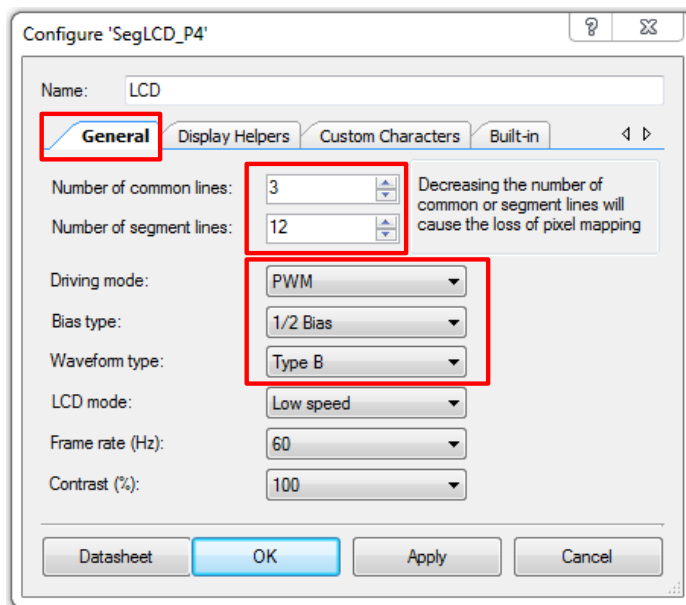 Configure 'SegLCD_P4'
Name: LCD
General Display Helpers Custom Characters Built-in
Number of common lines: 3
Number of segment lines: 12
Decreasing the number of
common or segment lines will
cause the loss of pixel mapping
Driving mode: PWM
Bias type: 1/2 Bias
Waveform type: Type B
LCD mode: Low speed
Frame rate (Hz): 60
Contrast (%): 100
Datasheet OK Apply Cancel